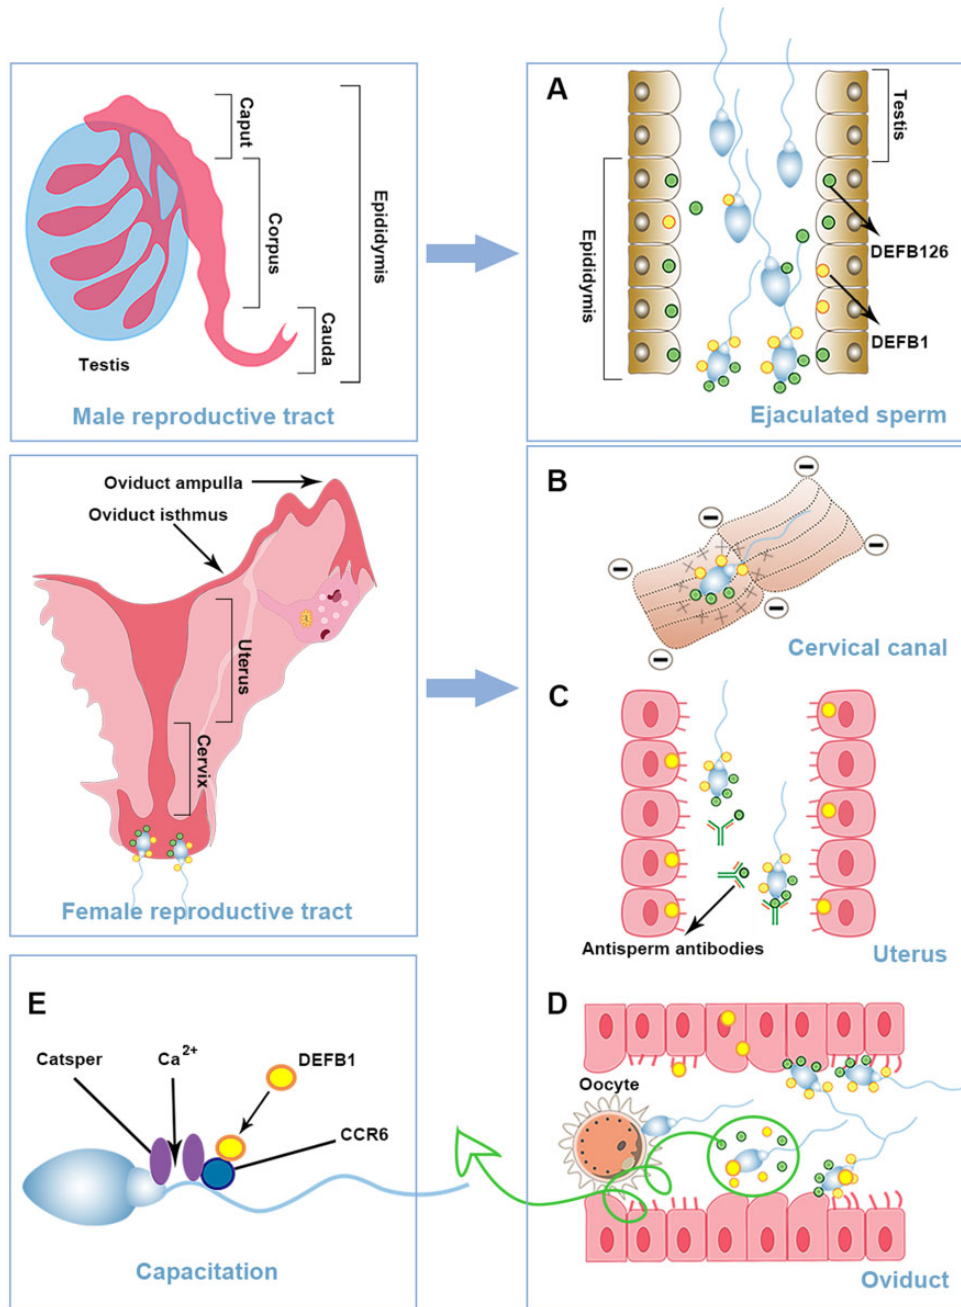 Caput
Corpus
Cauda
Epididymis
Testis
Male reproductive tract
A
Testis
Epididymis
DEFB126
DEFB1
Ejaculated sperm
Oviduct ampulla
Oviduct isthmus
Uterus
Cervix
Female reproductive tract
B
Cervical canal
C
Antisperm antibodies
Uterus
E
Catsper
Ca2+
DEFB1
CCR6
Capacitation
D
Oocyte
Oviduct